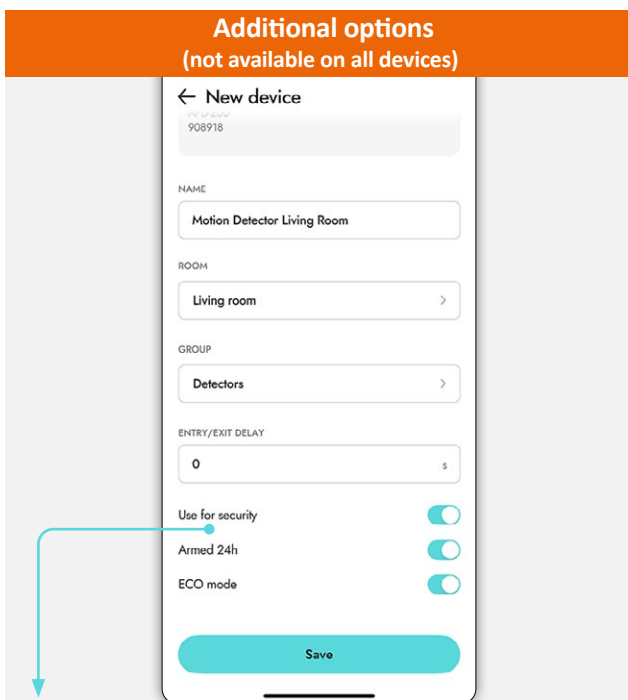 Additional options
(not available on all devices)
New device
908918
NAME
Motion Detector Living Room
ROOM
Living room
GROUP
Detectors
ENTRY/EXIT DELAY
0 s
Use for security
Armed 24h
ECO mode
Save